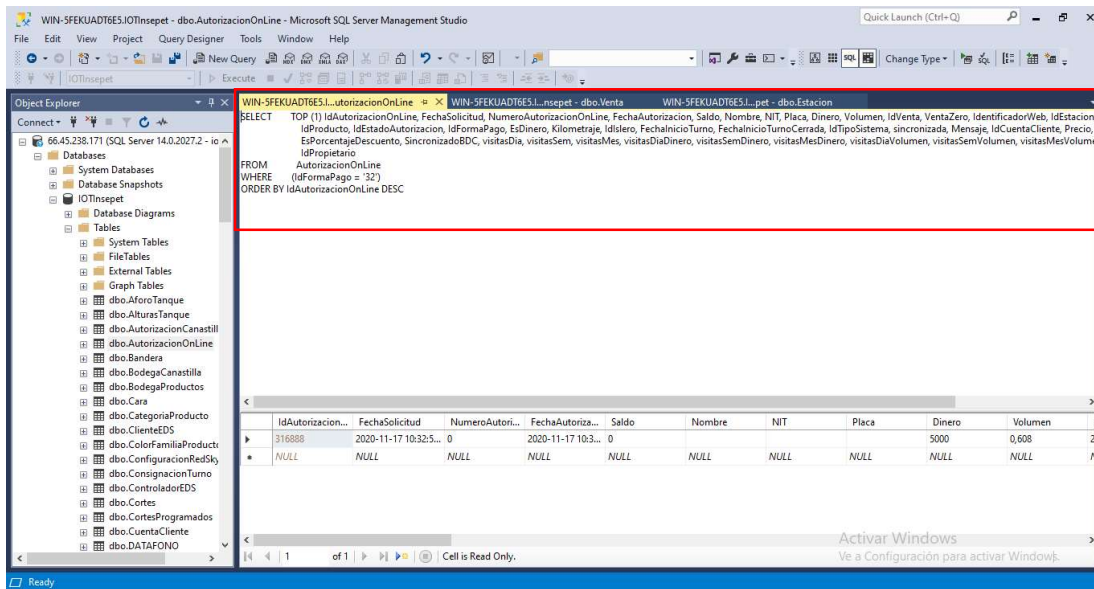 WIN-5FEKUADT6E5.IOTInsepet - dbo.AutorizacionOnLine - Microsoft SQL Server Management Studio
Quick Launch (Ctrl+Q)
File Edit View Project Query Designer Tools Window Help
New Query
Change Type
IOTInsepet
Execute
Object Explorer
WIN-5FEKUADT6E5.I...utorizacionOnLine
WIN-5FEKUADT6E5.I...nsepet - dbo.Venta
WIN-5FEKUADT6E5.I...pet - dbo.Estacion
Connect
66.45.238.171 (SQL Server 14.0.2027.2 - io
Databases
System Databases
Database Snapshots
IOTInsepet
Database Diagrams
Tables
System Tables
FileTables
External Tables
Graph Tables
dbo.AforoTanque
dbo.AlturasTanque
dbo.AutorizacionCanastill
dbo.AutorizacionOnLine
dbo.Bandera
dbo.BodegaCanastilla
dbo.BodegaProductos
dbo.Cara
dbo.CategoriaProducto
dbo.ClienteEDS
dbo.ColorFamiliaProducto
dbo.ConfiguracionRedSky
dbo.ConsignacionTurno
dbo.ControladorEDS
dbo.Cortes
dbo.CortesProgramados
dbo.CuentaCliente
dbo.DATAFONO
SELECT TOP (1) IdAutorizacionOnLine, FechaSolicitud, NumeroAutorizacionOnLine, FechaAutorizacion, Saldo, Nombre, NIT, Placa, Dinero, Volumen, IdVenta, VentaZero, IdentificadorWeb, IdEstacion,
IdProducto, IdEstadoAutorizacion, IdFormaPago, EsDinero, Kilometraje, IdIslero, FechaInicioTurno, FechaInicioTurnoCerrada, IdTipoSistema, sincronizada, Mensaje, IdCuentaCliente, Precio,
EsPorcentajeDescuento, SincronizadoBDC, visitasDia, visitasSem, visitasMes, visitasDiaDinero, visitasSemDinero, visitasMesDinero, visitasDiaVolumen, visitasSemVolumen, visitasMesVolume
IdPropietario
FROM AutorizacionOnLine
WHERE (IdFormaPago = '32')
ORDER BY IdAutorizacionOnLine DESC
IdAutorizacion... FechaSolicitud NumeroAutori... FechaAutoriza... Saldo Nombre NIT Placa Dinero Volumen
316888 2020-11-17 10:32:5... 0 2020-11-17 10:3... 0 5000 0,608 2
NULL NULL NULL NULL NULL NULL NULL NULL NULL NULL
1 of 1 Cell is Read Only.
Activar Windows
Ve a Configuración para activar Windows.
Ready